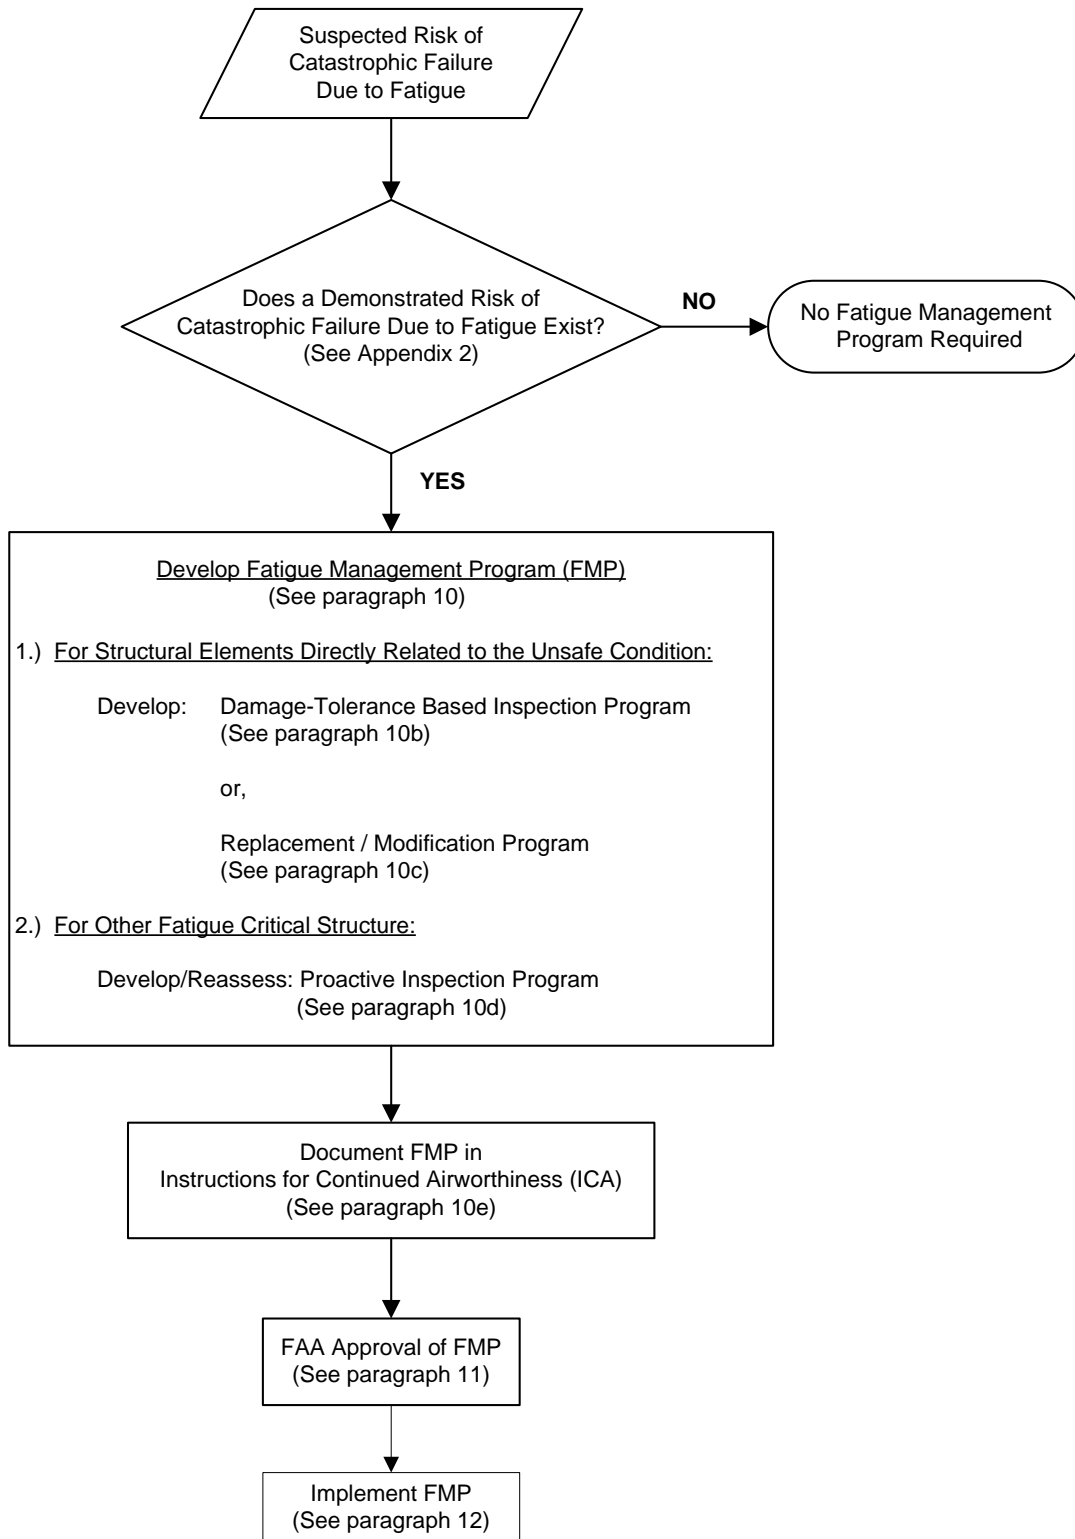 Suspected Risk of
Catastrophic Failure
Due to Fatigue
Does a Demonstrated Risk of
Catastrophic Failure Due to Fatigue Exist?
(See Appendix 2)
NO
No Fatigue Management
Program Required
YES
Develop Fatigue Management Program (FMP)
(See paragraph 10)
1.) For Structural Elements Directly Related to the Unsafe Condition:
Develop: Damage-Tolerance Based Inspection Program
(See paragraph 10b)
or,
Replacement / Modification Program
(See paragraph 10c)
2.) For Other Fatigue Critical Structure:
Develop/Reassess: Proactive Inspection Program
(See paragraph 10d)
Document FMP in
Instructions for Continued Airworthiness (ICA)
(See paragraph 10e)
FAA Approval of FMP
(See paragraph 11)
Implement FMP
(See paragraph 12)